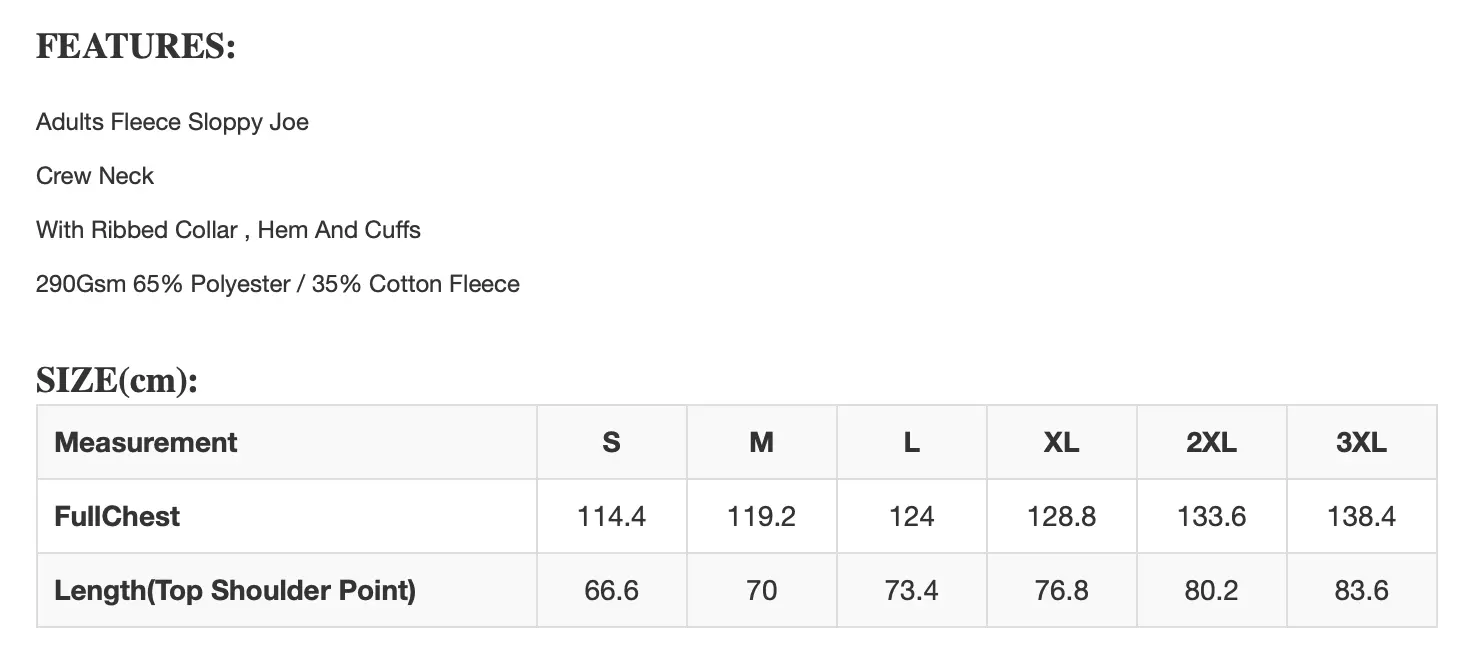 FEATURES:
Adults Fleece Sloppy Joe
Crew Neck
With Ribbed Collar , Hem And Cuffs
290Gsm 65% Polyester / 35% Cotton Fleece
SIZE(cm):
Measurement S M L XL 2XL 3XL
FullChest 114.4 119.2 124 128.8 133.6 138.4
Length(Top Shoulder Point) 66.6 70 73.4 76.8 80.2 83.6